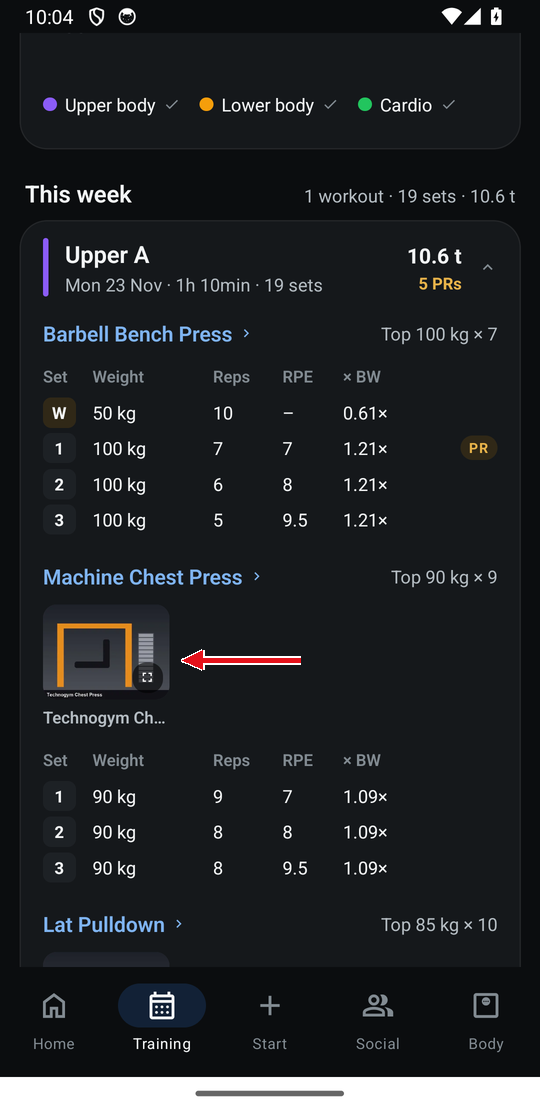 10:04
Upper body
Lower body
Cardio
This week
1 workout · 19 sets · 10.6 t
Upper A
10.6 t
Mon 23 Nov · 1h 10min · 19 sets
5 PRs
Barbell Bench Press
Top 100 kg × 7
Set Weight Reps RPE × BW
W 50 kg 10 – 0.61×
1 100 kg 7 7 1.21× PR
2 100 kg 6 8 1.21×
3 100 kg 5 9.5 1.21×
Machine Chest Press
Top 90 kg × 9
Technogym Chest Press
Technogym Ch...
Set Weight Reps RPE × BW
1 90 kg 9 7 1.09×
2 90 kg 8 8 1.09×
3 90 kg 8 9.5 1.09×
Lat Pulldown
Top 85 kg × 10
Home Training Start Social Body